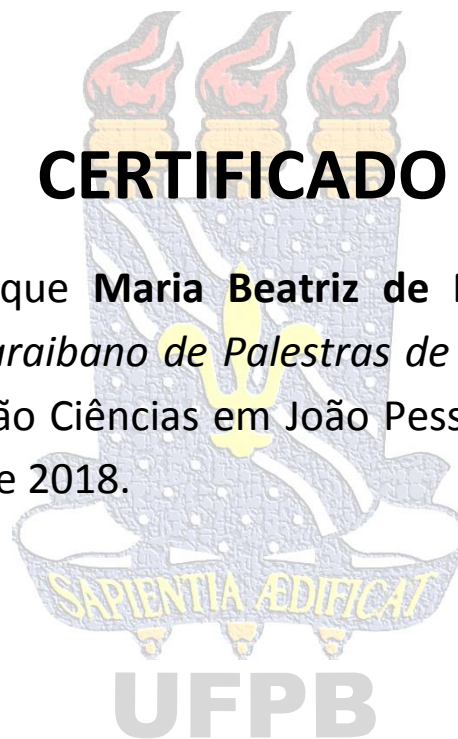 CERTIFICADO
que Maria Beatriz de
araibano de Palestras de
ão Ciências em João Pess
e 2018.
SAPIENTIA ÆDIFICAT
UFPB